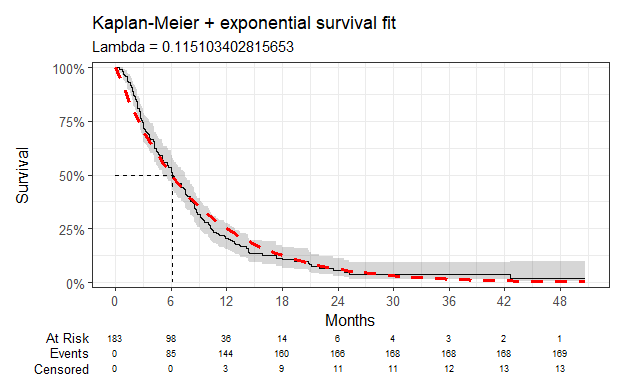 Kaplan-Meier + exponential survival fit
Lambda = 0.115103402815653
100%
75%
50%
25%
0%
Survival
0 6 12 18 24 30 36 42 48
Months
At Risk 183 98 36 14 6 4 3 2 1
Events 0 85 144 160 166 168 168 168 169
Censored 0 0 3 9 11 11 12 13 13